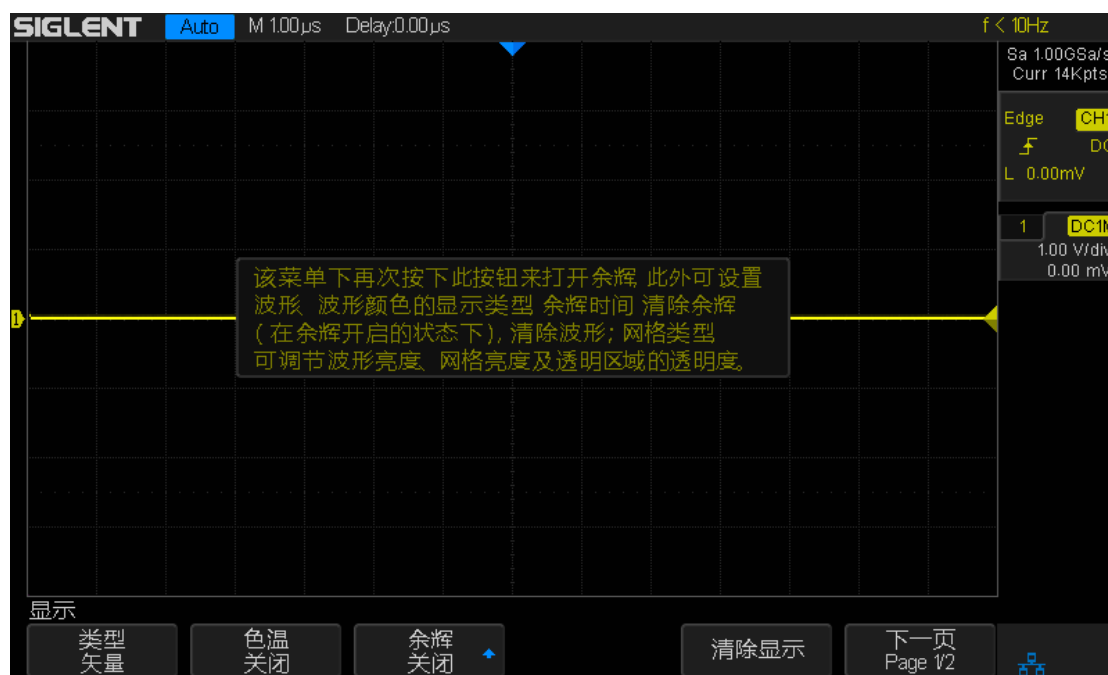 SIGLENT Auto M 1.00µs Delay:0.00µs f < 10Hz
Sa 1.00GSa/s
Curr 14Kpts
Edge CH1
DC
L 0.00mV
1 DC1M
1.00 V/div
0.00 mV
该菜单下再次按下此按钮来打开余辉, 此外可设置
波形、波形颜色的显示类型 余辉时间 清除余辉
(在余辉开启的状态下), 清除波形; 网格类型
可调节波形亮度、网格亮度及透明区域的透明度。
1
显示
类型
矢量
色温
关闭
余辉
关闭
清除显示
下一页
Page 1/2